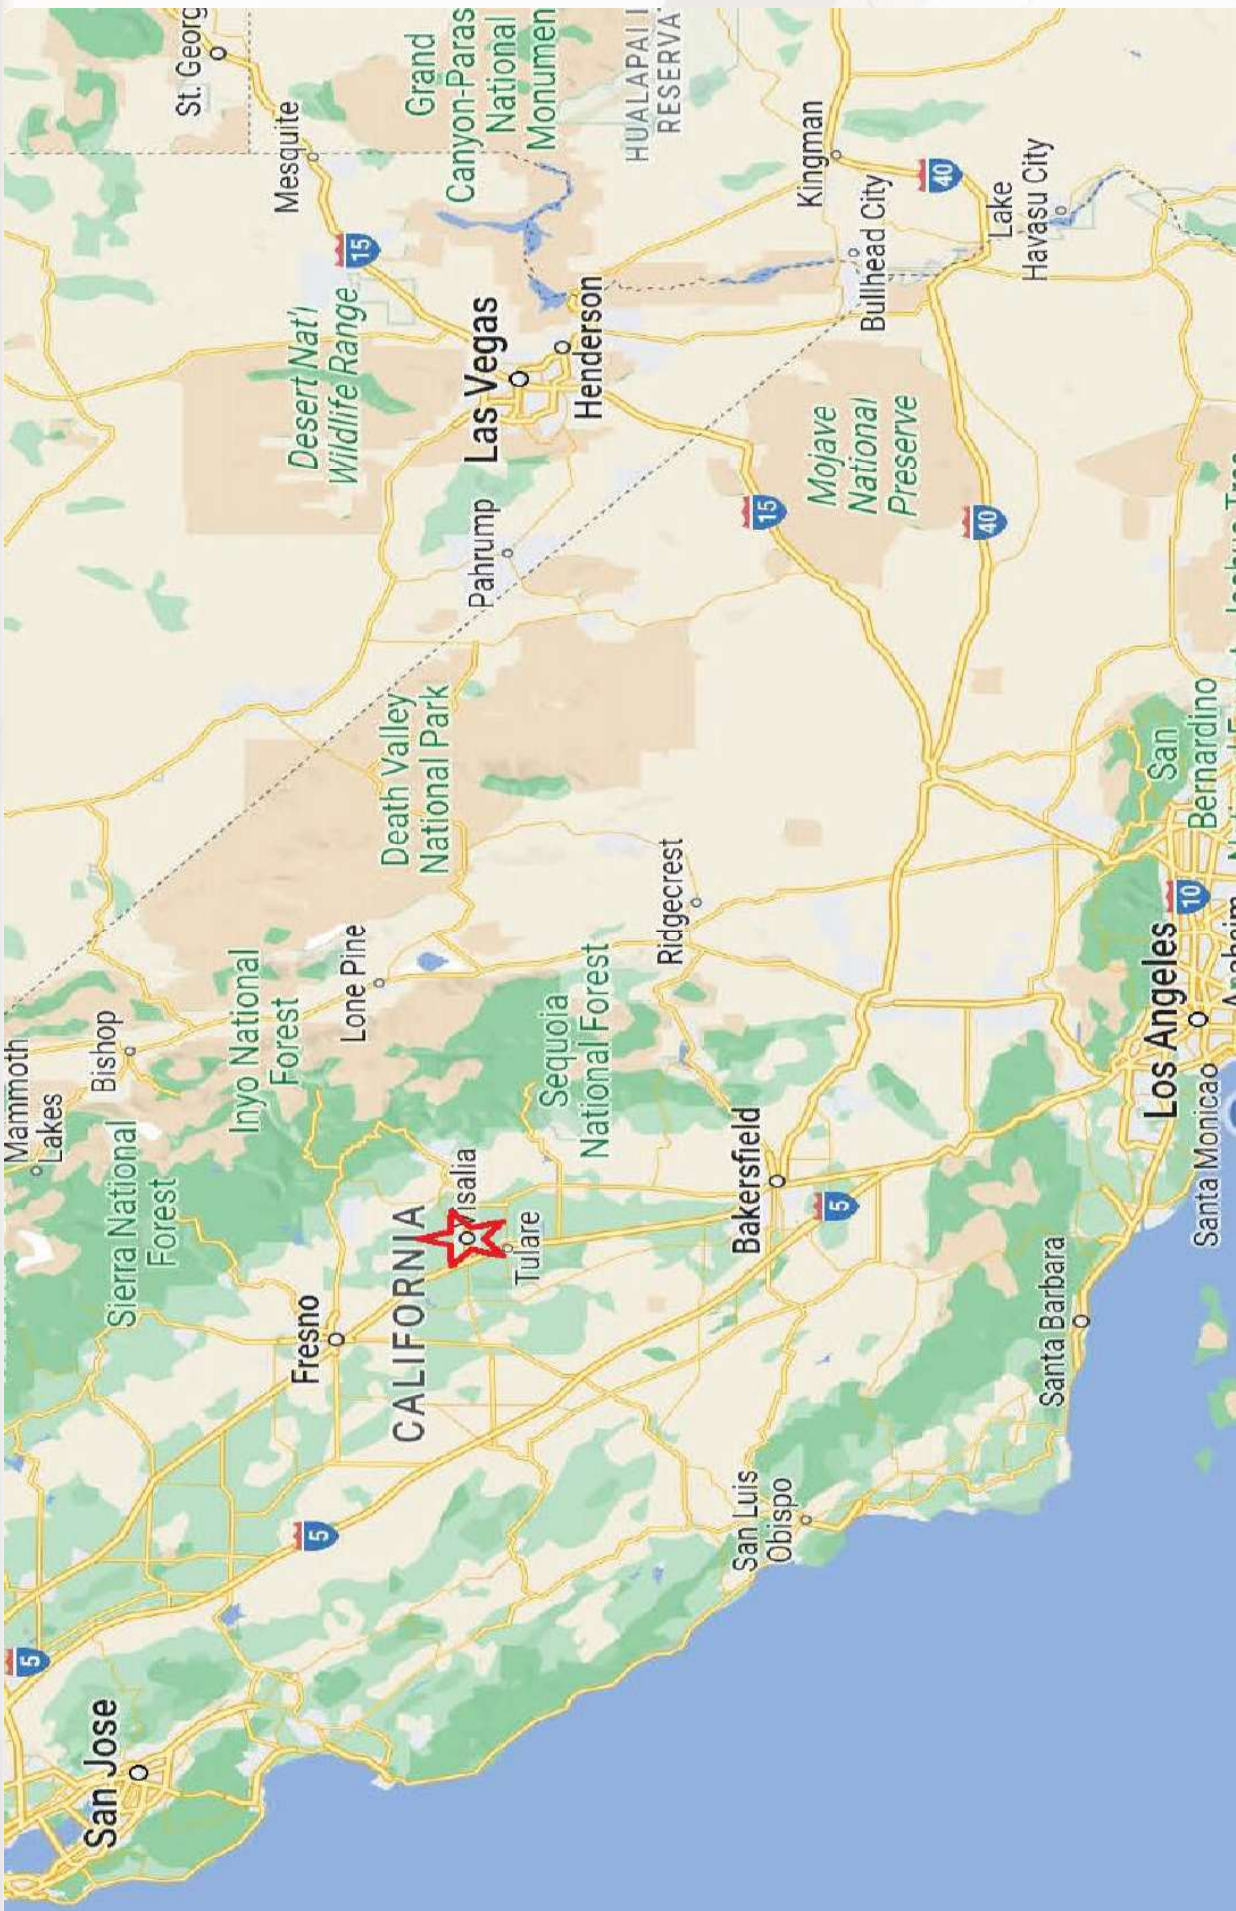 5
San Jose
Mammoth
Lakes
Bishop
Sierra National
Forest
St. Georg
Mesquite
Inyo National
Forest
5
Fresno
Desert Nat'l
Wildlife Range
15
Lone Pine
CALIFORNIA
Death Valley
National Park
Grand
Canyon-Paras
National
Monumen
Visalia
Tulare
Las Vegas
Pahrump
Henderson
Sequoia
National Forest
HUALAPAI I
RESERVA
Ridgecrest
San Luis
Obispo
Bakersfield
5
15
Mojave
National
Preserve
Kingman
Bullhead City
40
40
Lake
Havasu City
Santa Barbara
Los Angeles
10
San
Bernardino
Santa Monica